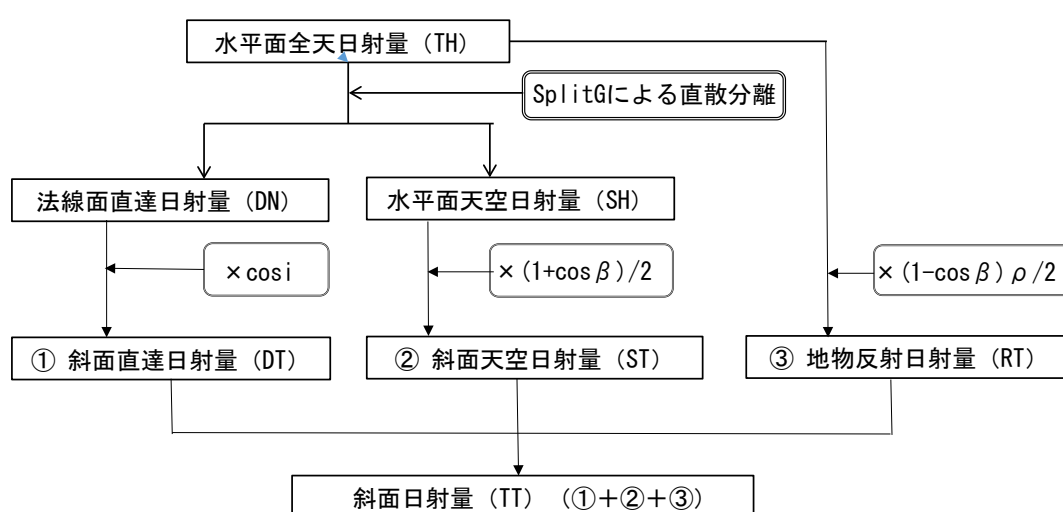 水平面全天日射量 (TH)
SplitGによる直散分離
法線面直達日射量 (DN)
水平面天空日射量 (SH)
×cosi
×(1+cosβ)/2
×(1-cosβ)ρ/2
① 斜面直達日射量 (DT)
② 斜面天空日射量 (ST)
③ 地物反射日射量 (RT)
斜面日射量 (TT) (①+②+③)